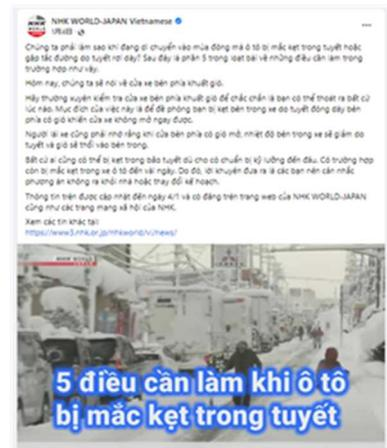 NHK WORLD-JAPAN Vietnamese
Chúng ta phải làm sao khi đang di chuyển vào mùa đông mà ô tô bị mắc kẹt trong tuyết hoặc
gặp tắc đường do tuyết rơi dày? Sau đây là phần 5 trong loạt bài về những điều cần làm trong
trường hợp như vậy.
Hôm nay, chúng ta sẽ nói về cửa xe bên phía khuất gió.
Hãy thường xuyên kiểm tra cửa xe bên phía khuất gió để chắc chắn là bạn có thể thoát ra bất cứ
lúc nào. Mục đích của việc này là để đề phòng bạn bị kẹt bên trong xe do tuyết đóng dày bên
phía có gió khiến cửa xe không mở ngay được.
Người lái xe cũng phải nhớ rằng khi cửa bên phía có gió mở, nhiệt độ bên trong xe sẽ giảm do
tuyết và gió sẽ thổi vào bên trong.
Bất cứ ai cũng có thể bị kẹt trong bão tuyết dù cho có chuẩn bị kỹ lưỡng đến đâu. Có trường hợp
còn bị mắc kẹt trong xe ô tô đến vài ngày. Do đó, lời khuyên đưa ra là các bạn nên cân nhắc
phương án không ra khỏi nhà hoặc thay đổi kế hoạch.
Thông tin trên được cập nhật đến ngày 4/1 và có đăng trên trang web của NHK WORLD-JAPAN
cũng như các trang mạng xã hội của NHK.
Xem các tin khác tại:
https://www3.nhk.or.jp/nhkworld/vi/news/
NHK WORLD
JAPAN
5 điều cần làm khi ô tô
bị mắc kẹt trong tuyết